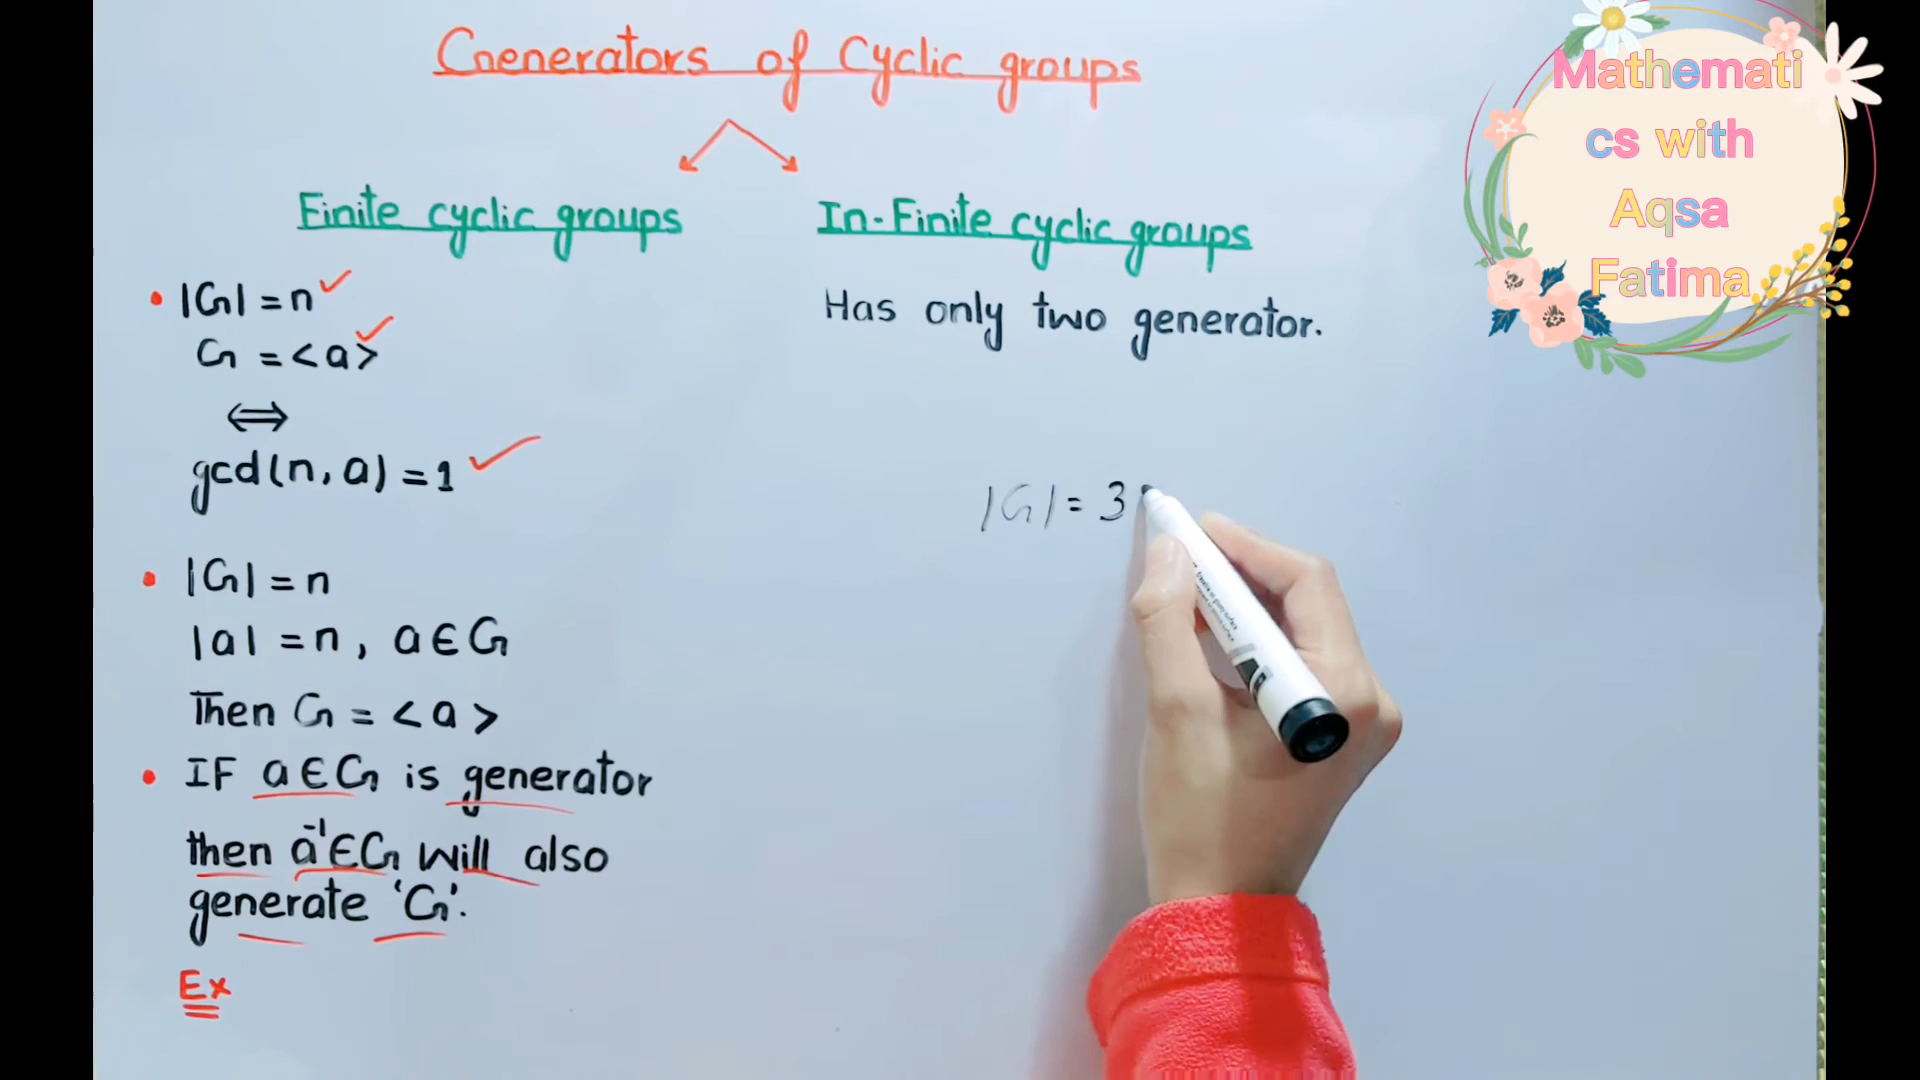 Generators of Cyclic groups
Finite cyclic groups
|G| = n
G = <a>
⇔
gcd(n, a) = 1
|G| = n
|a| = n, a ∈ G
Then G = <a>
IF a ∈ G is generator
then a⁻¹ ∈ G will also
generate 'G'.
Ex
In-Finite cyclic groups
Has only two generator.
|G| = 3
Mathemati
cs with
Aqsa
Fatima